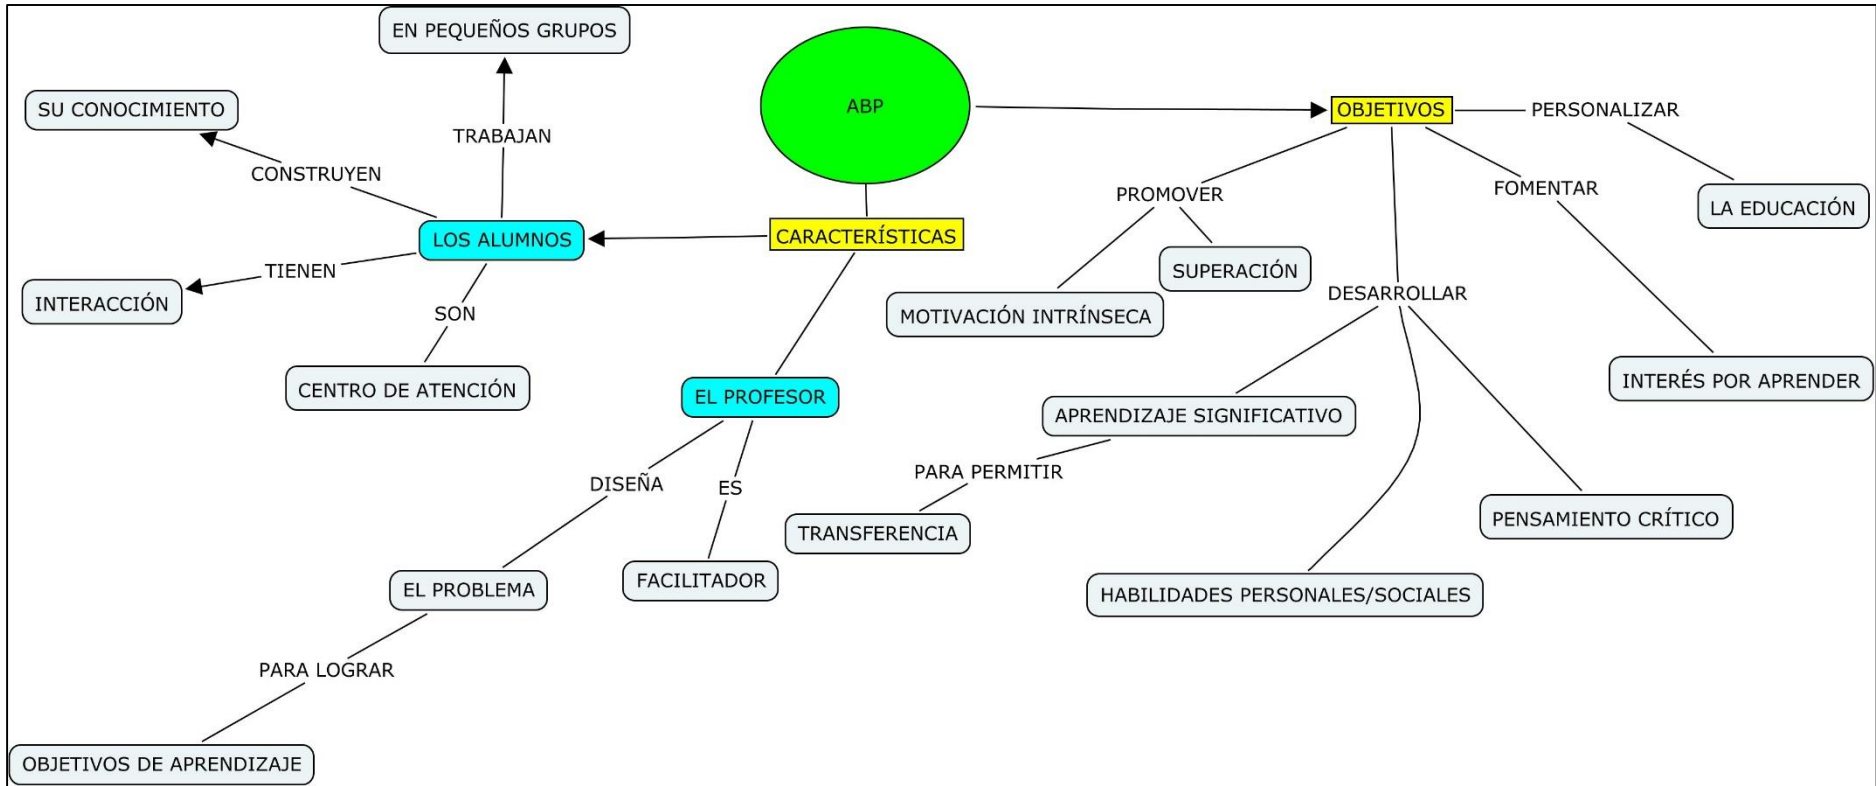 EN PEQUEÑOS GRUPOS
SU CONOCIMIENTO
TRABAJAN
CONSTRUYEN
LOS ALUMNOS
TIENEN
INTERACCIÓN
SON
CENTRO DE ATENCIÓN
ABP
CARACTERÍSTICAS
EL PROFESOR
DISEÑA
ES
FACILITADOR
EL PROBLEMA
PARA LOGRAR
OBJETIVOS DE APRENDIZAJE
OBJETIVOS
PERSONALIZAR
LA EDUCACIÓN
FOMENTAR
INTERÉS POR APRENDER
PROMOVER
SUPERACIÓN
MOTIVACIÓN INTRÍNSECA
DESARROLLAR
APRENDIZAJE SIGNIFICATIVO
PARA PERMITIR
TRANSFERENCIA
PENSAMIENTO CRÍTICO
HABILIDADES PERSONALES/SOCIALES